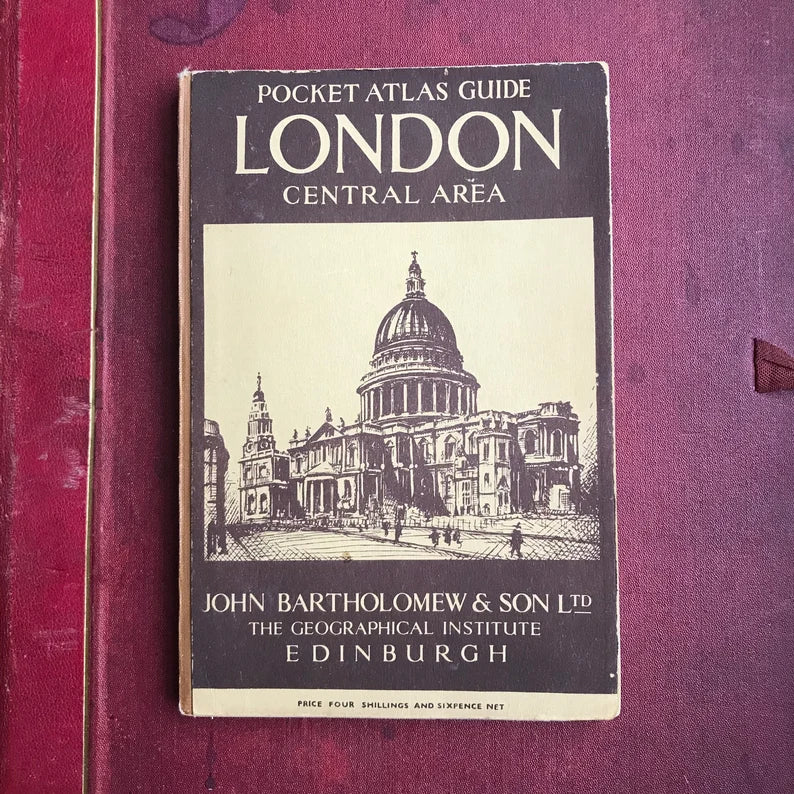 POCKET ATLAS GUIDE
LONDON
CENTRAL AREA
JOHN BARTHOLOMEW & SON LTD
THE GEOGRAPHICAL INSTITUTE
EDINBURGH
PRICE FOUR SHILLINGS AND SIXPENCE NET